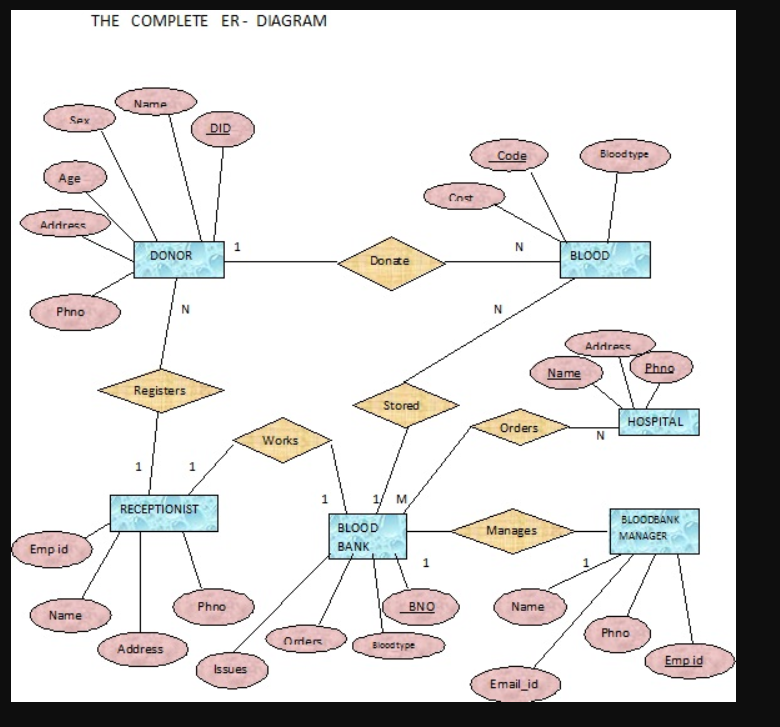 THE COMPLETE ER- DIAGRAM
Name
Sex
DID
Code
Bloodtype
Age
Cost
Address
1
N
DONOR
Donate
BLOOD
Phno
N
N
Address
Name
Phno
Registers
Stored
Orders
HOSPITAL
Works
N
1
1
1
1
M
RECEPTIONIST
BLOOD
BANK
Manages
BLOODBANK
MANAGER
Emp id
1
1
Name
Phno
BNO
Name
Address
Orders
Bloodtype
Phno
Issues
Emp id
Email_id